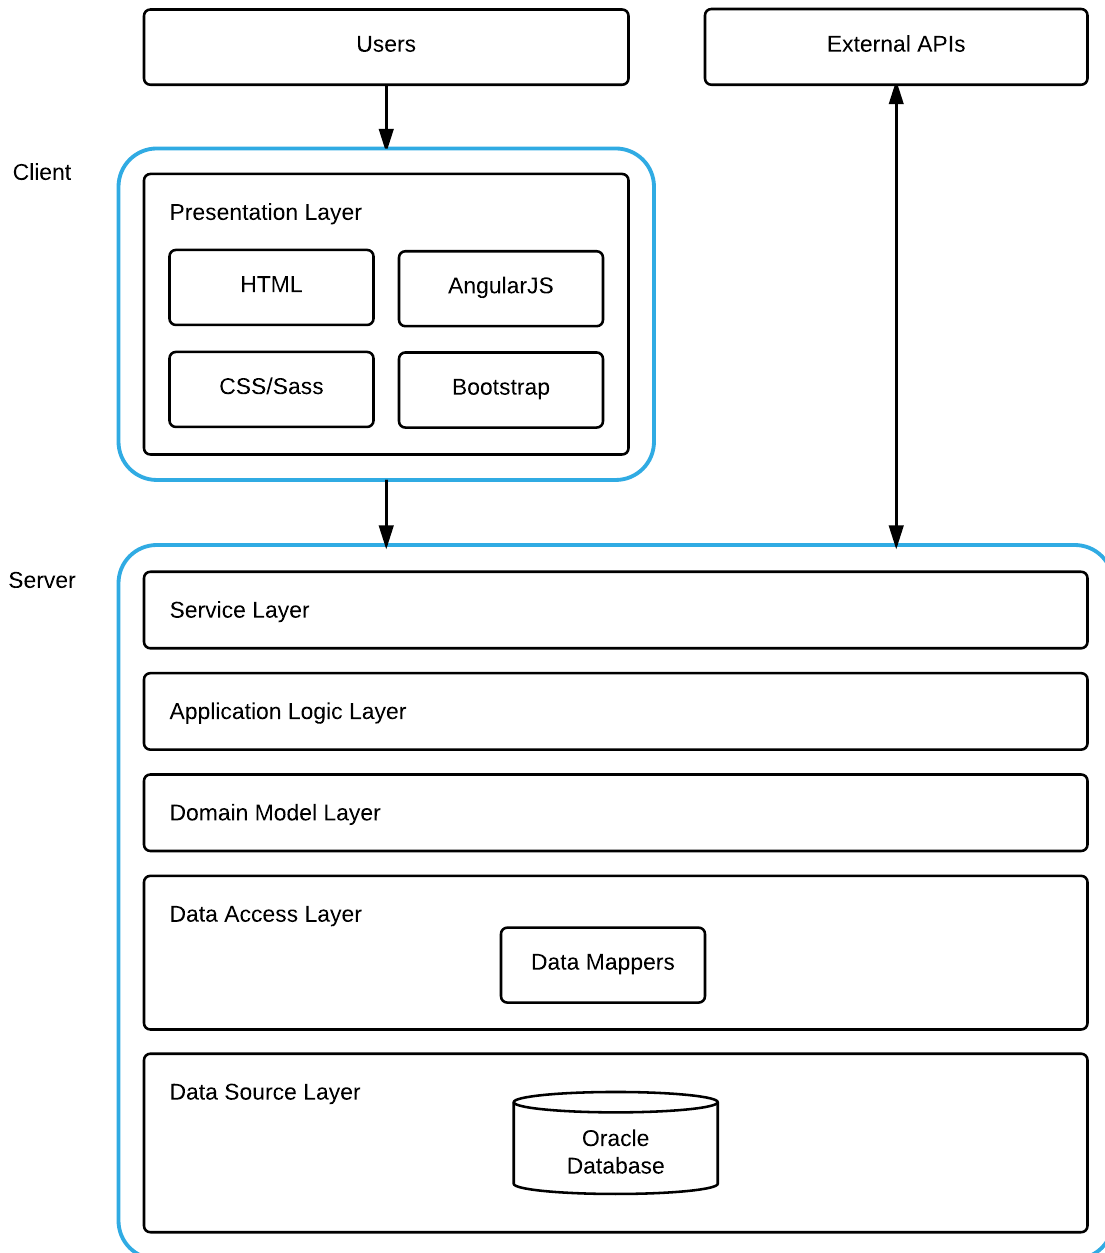 Users
External APIs
Client
Presentation Layer
HTML
AngularJS
CSS/Sass
Bootstrap
Server
Service Layer
Application Logic Layer
Domain Model Layer
Data Access Layer
Data Mappers
Data Source Layer
Oracle
Database